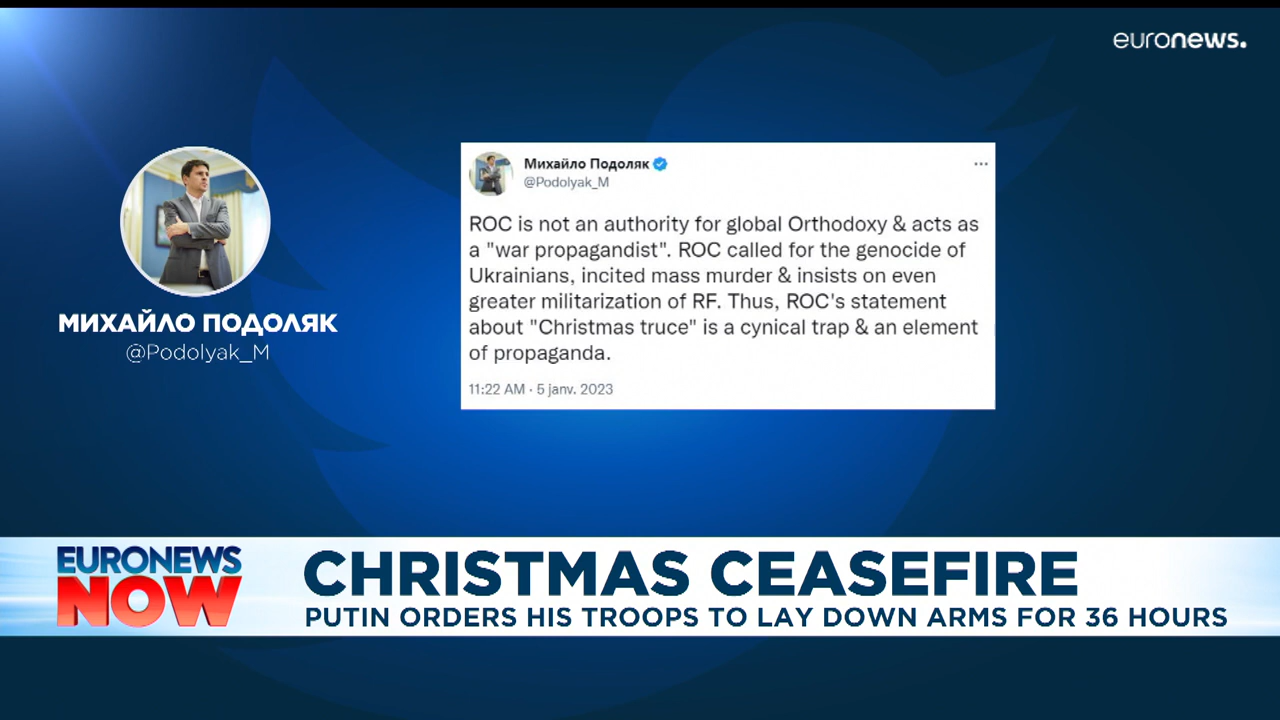 euronews.
Михайло Подоляк
@Podolyak_M
ROC is not an authority for global Orthodoxy & acts as
a "war propagandist". ROC called for the genocide of
Ukrainians, incited mass murder & insists on even
greater militarization of RF. Thus, ROC's statement
about "Christmas truce" is a cynical trap & an element
of propaganda.
11:22 AM · 5 janv. 2023
МИХАЙЛО ПОДОЛЯК
@Podolyak_M
EURONEWS
NOW
CHRISTMAS CEASEFIRE
PUTIN ORDERS HIS TROOPS TO LAY DOWN ARMS FOR 36 HOURS